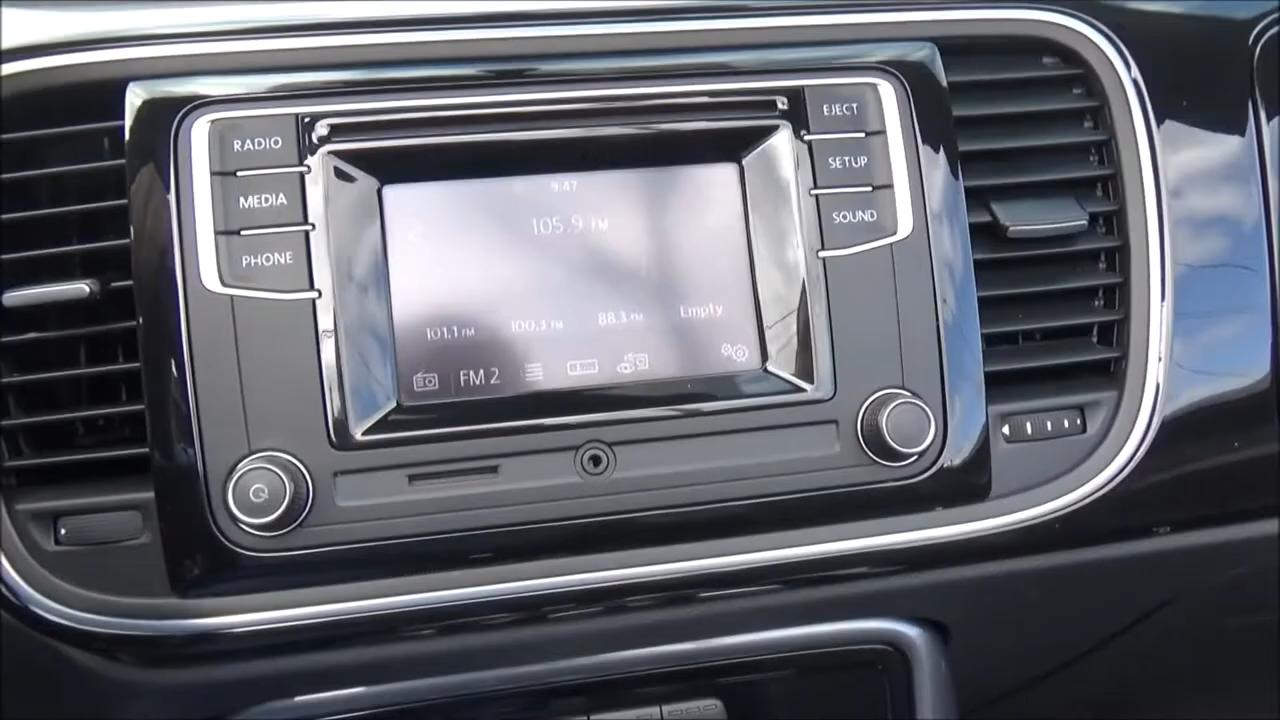 RADIO
MEDIA
PHONE
EJECT
SETUP
SOUND
9:47
105.9 FM
101.1 FM 100.3 FM 88.3 FM Empty
FM 2